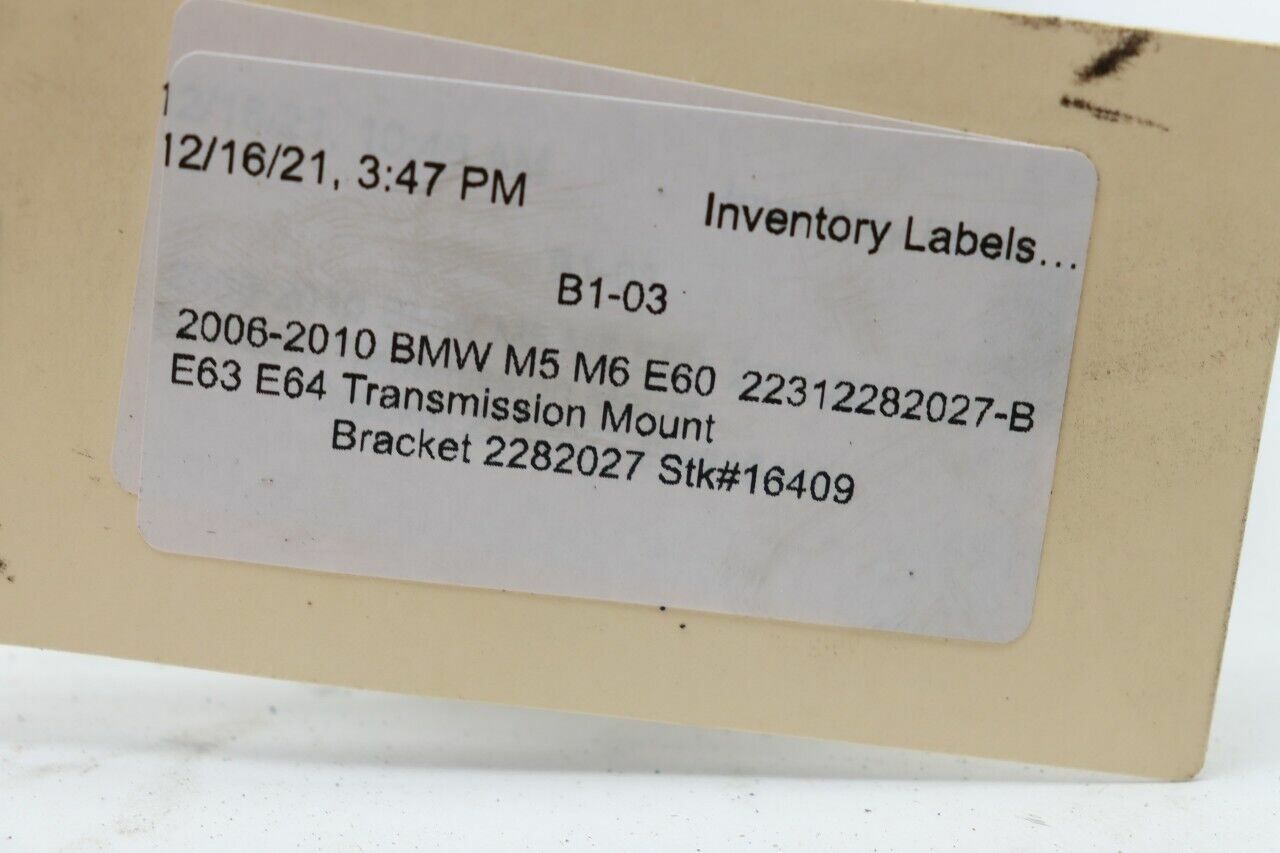 1
12/16/21, 3:47 PM Inventory Labels...
B1-03
2006-2010 BMW M5 M6 E60 22312282027-B
E63 E64 Transmission Mount
Bracket 2282027 Stk#16409